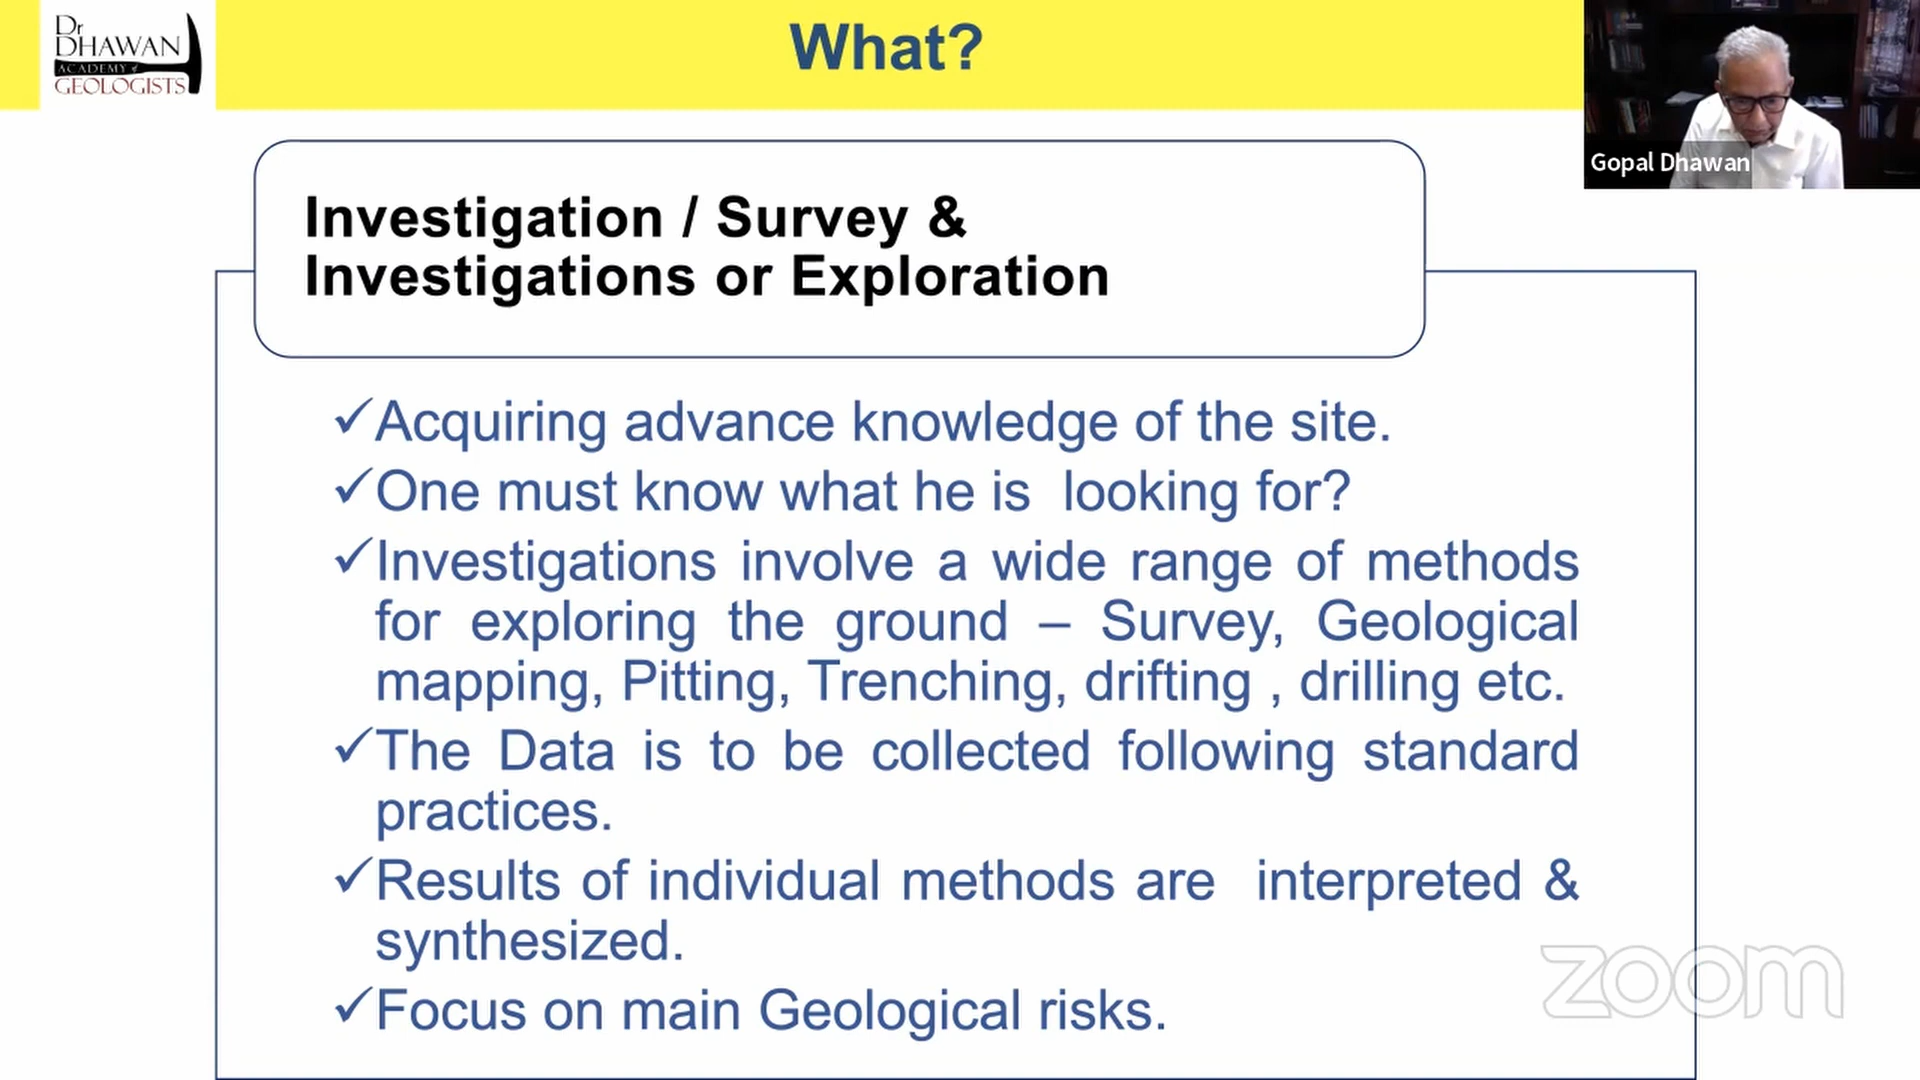 Dr
DHAWAN
ACADEMY of
GEOLOGISTS
What?
Gopal Dhawan
Investigation / Survey &
Investigations or Exploration
✓Acquiring advance knowledge of the site.
✓One must know what he is  looking for?
✓Investigations involve a wide range of methods
for exploring the ground – Survey, Geological
mapping, Pitting, Trenching, drifting , drilling etc.
✓The Data is to be collected following standard
practices.
✓Results of individual methods are  interpreted &
synthesized.
✓Focus on main Geological risks.
zoom